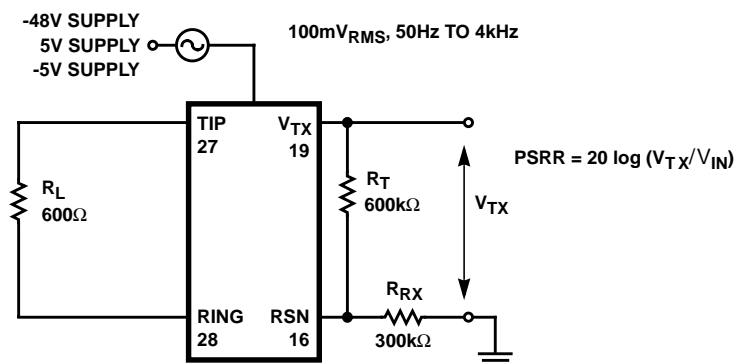 -48V SUPPLY
5V SUPPLY
-5V SUPPLY
100mVRMS, 50Hz TO 4kHz
TIP
27
VTX
19
PSRR = 20 log (VTX/VIN)
RL
600Ω
RT
600kΩ
VTX
RING
28
RSN
16
RRX
300kΩ